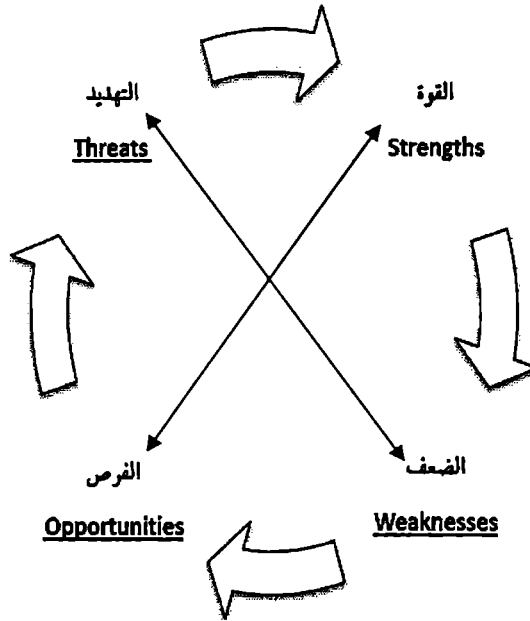 التهديد
Threats
القوة
Strengths
الفرص
Opportunities
الضعف
Weaknesses